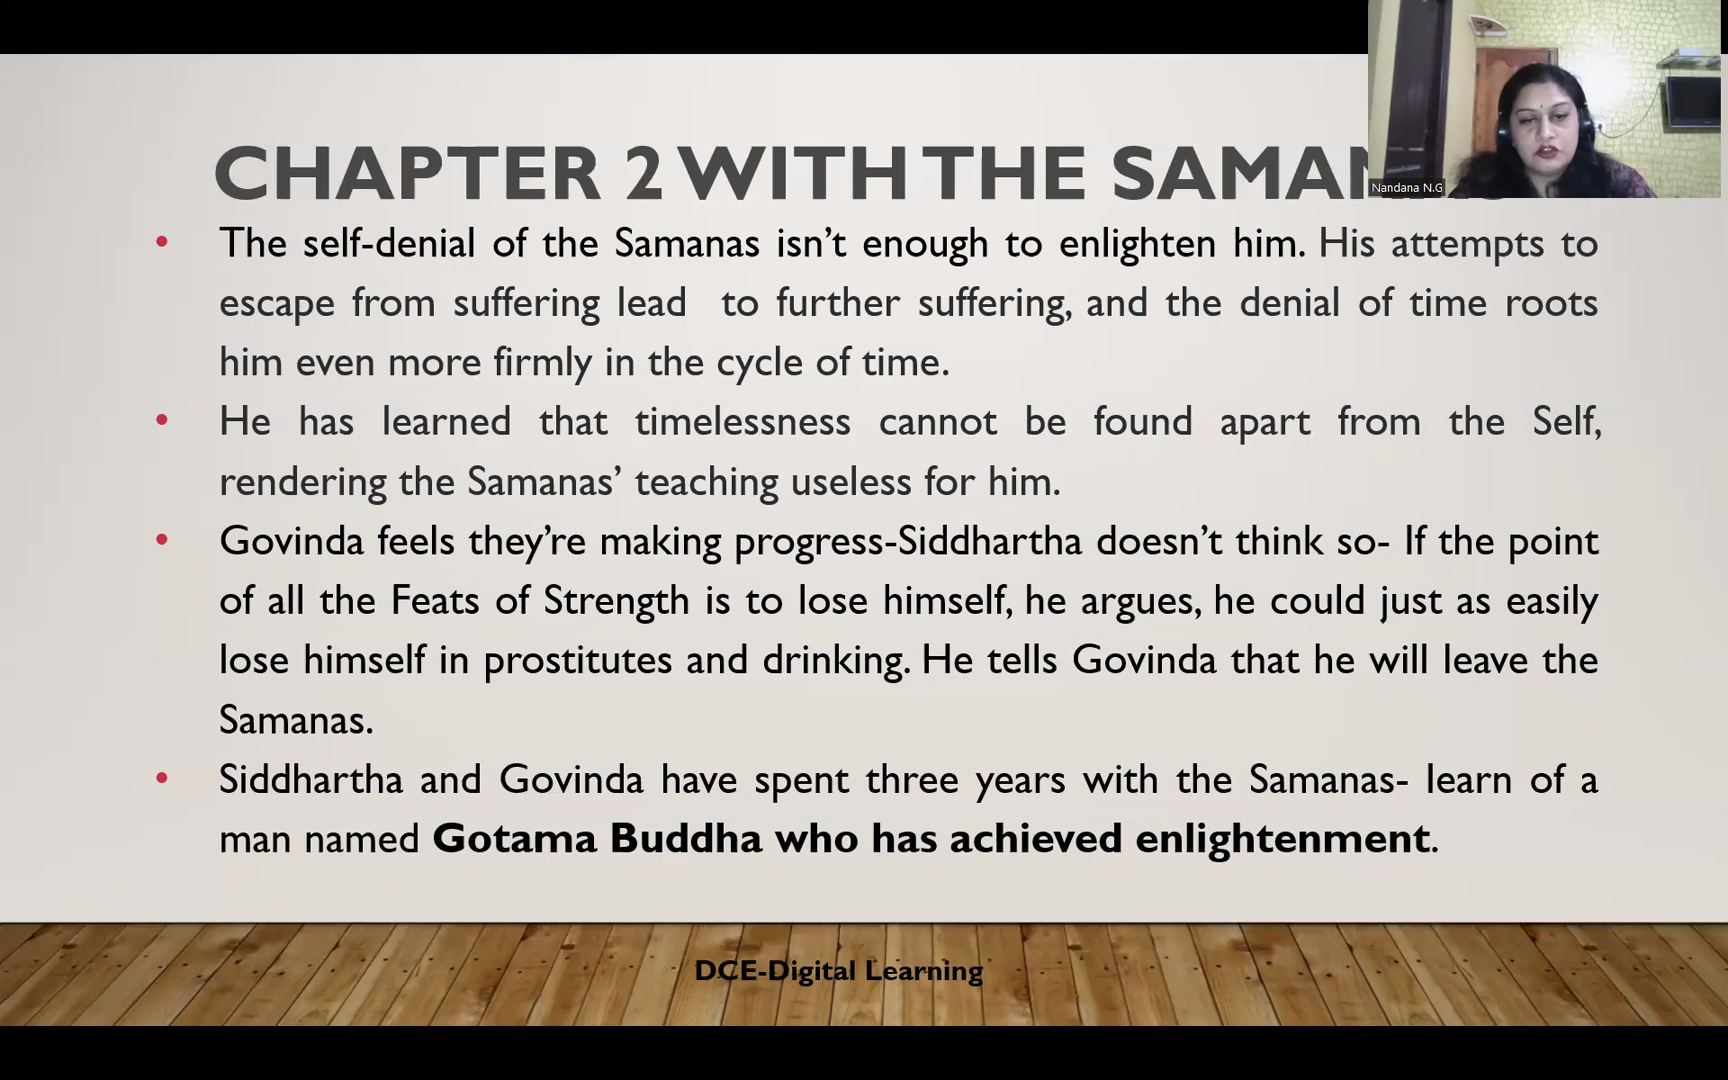 CHAPTER 2 WITH THE SAMAN
Nandana N.G
• The self-denial of the Samanas isn’t enough to enlighten him. His attempts to
escape from suffering lead to further suffering, and the denial of time roots
him even more firmly in the cycle of time.
• He has learned that timelessness cannot be found apart from the Self,
rendering the Samanas’ teaching useless for him.
• Govinda feels they’re making progress-Siddhartha doesn’t think so- If the point
of all the Feats of Strength is to lose himself, he argues, he could just as easily
lose himself in prostitutes and drinking. He tells Govinda that he will leave the
Samanas.
• Siddhartha and Govinda have spent three years with the Samanas- learn of a
man named Gotama Buddha who has achieved enlightenment.
DCE-Digital Learning